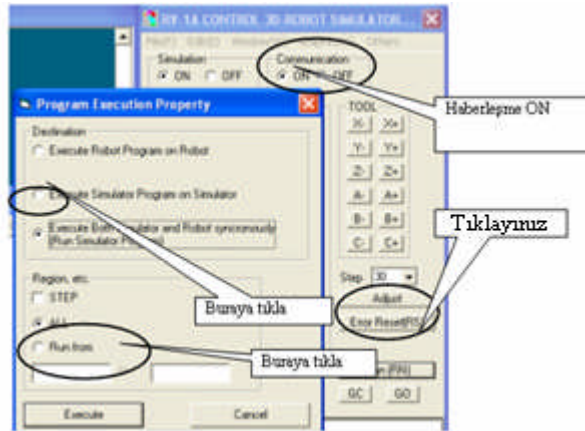 RV-1A CONTROL 3D ROBOT SIMULATOR...
Simulation
ON OFF
Communication
ON OFF
Haberleşme ON
Program Execution Property
Destination
Execute Robot Program on Robot
Execute Simulator Program on Simulator
Execute Both Simulator and Robot syncronously
(Run Simulator Program)
Region, etc.
STEP
ALL
Run from
Execute
Cancel
TOOL
X- X+
Y- Y+
Z- Z+
A- A+
B- B+
C- C+
Step 30
Adjust
Error Reset(RS)
GC GO
Tıklayınız
Buraya tıkla
Buraya tıkla